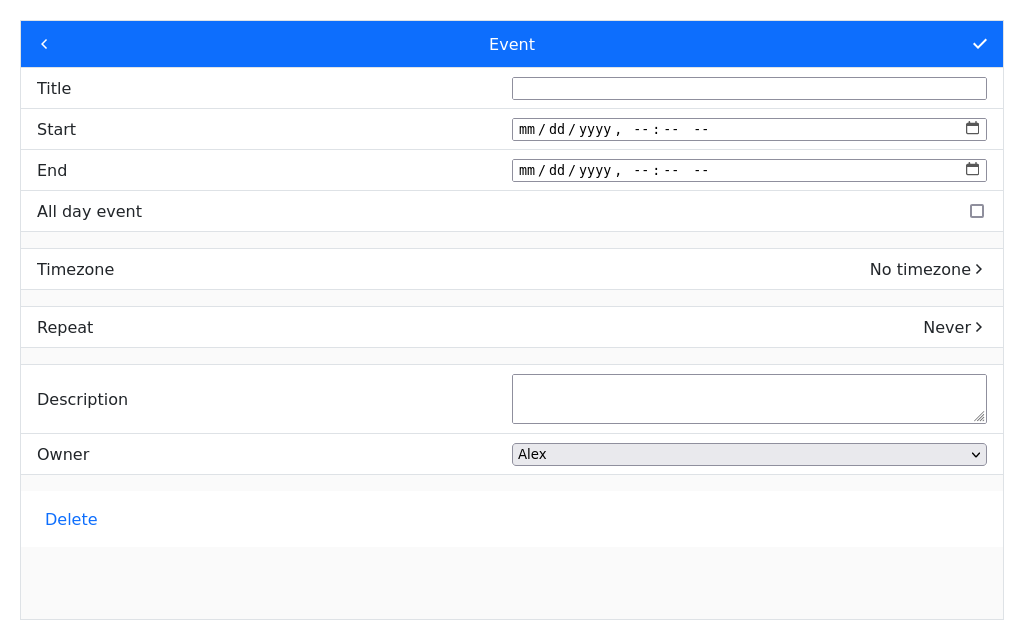 Event
Title
Start mm/dd/yyyy, --:-- --
End mm/dd/yyyy, --:-- --
All day event
Timezone No timezone
Repeat Never
Description
Owner Alex
Delete